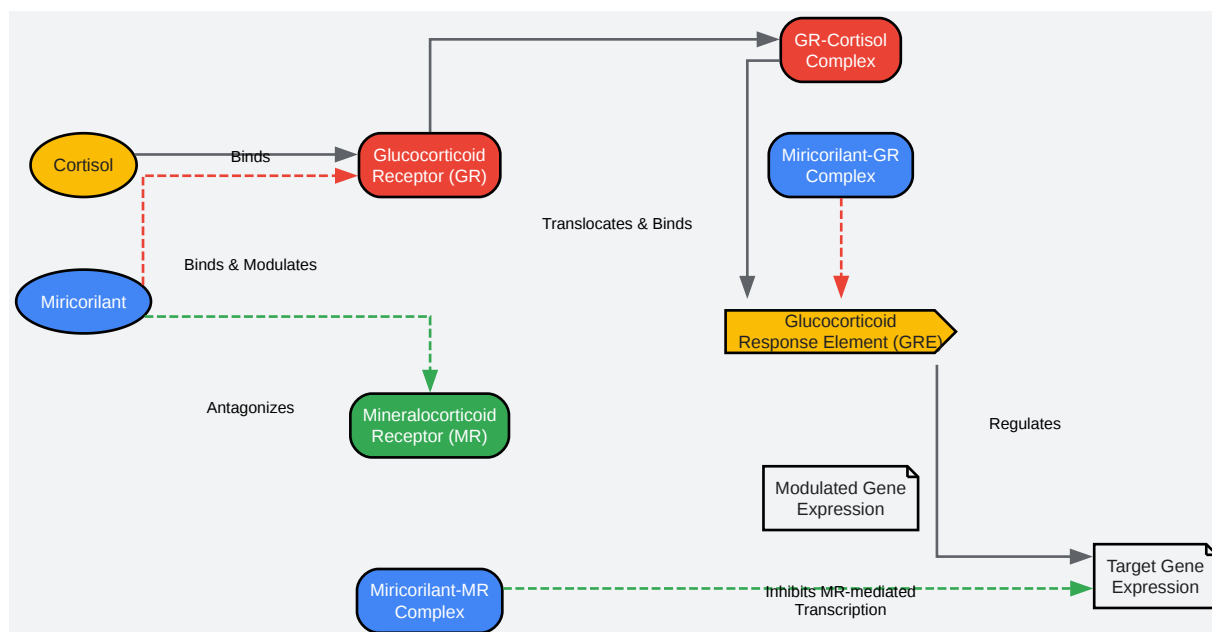 GR-Cortisol
Complex
Cortisol
Binds
Glucocorticoid
Receptor (GR)
Miricorilant-GR
Complex
Translocates & Binds
Binds & Modulates
Miricorilant
Glucocorticoid
Response Element (GRE)
Antagonizes
Mineralocorticoid
Receptor (MR)
Regulates
Modulated Gene
Expression
Target Gene
Expression
Miricorilant-MR
Complex
Inhibits MR-mediated
Transcription